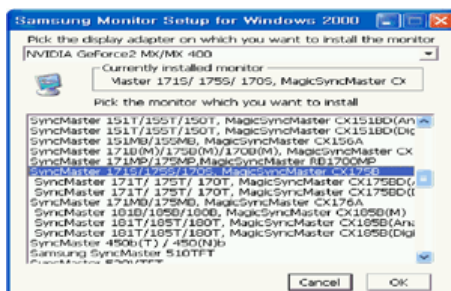 Samsung Monitor Setup for Windows 2000
Pick the display adapter on which you want to install the monitor
NVIDIA GeForce2 MX/MX 400
Currently installed monitor
Master 171S/ 175S/ 170S, MagicSyncMaster CX
Pick the monitor which you want to install
SyncMaster 151T/155T/150T, MagicSyncMaster CX151BD(Ana
SyncMaster 151T/155T/150T, MagicSyncMaster CX151BD(Dig
SyncMaster 151MB/155MB, MagicSyncMaster CX156A
SyncMaster 171B(M)/175B(M)/170B(M), MagicSyncMaster CX
SyncMaster 171MP/175MP,MagicSyncMaster RB1700MP
SyncMaster 171S/175S/170S, MagicSyncMaster CX175B
SyncMaster 171T/ 175T/ 170T, MagicSyncMaster CX175BD(
SyncMaster 171T/ 175T/ 170T, MagicSyncMaster CX175BD(
SyncMaster 171MB/175MB, MagicSyncMaster CX176A
SyncMaster 181B/185B/180B, MagicSyncMaster CX185B(M)
SyncMaster 181T/185T/180T, MagicSyncMaster CX185B(Ana
SyncMaster 181T/185T/180T, MagicSyncMaster CX185B(Digi
SyncMaster 450b(T) / 450(N)b
Samsung SyncMaster 510TFT
Cancel OK